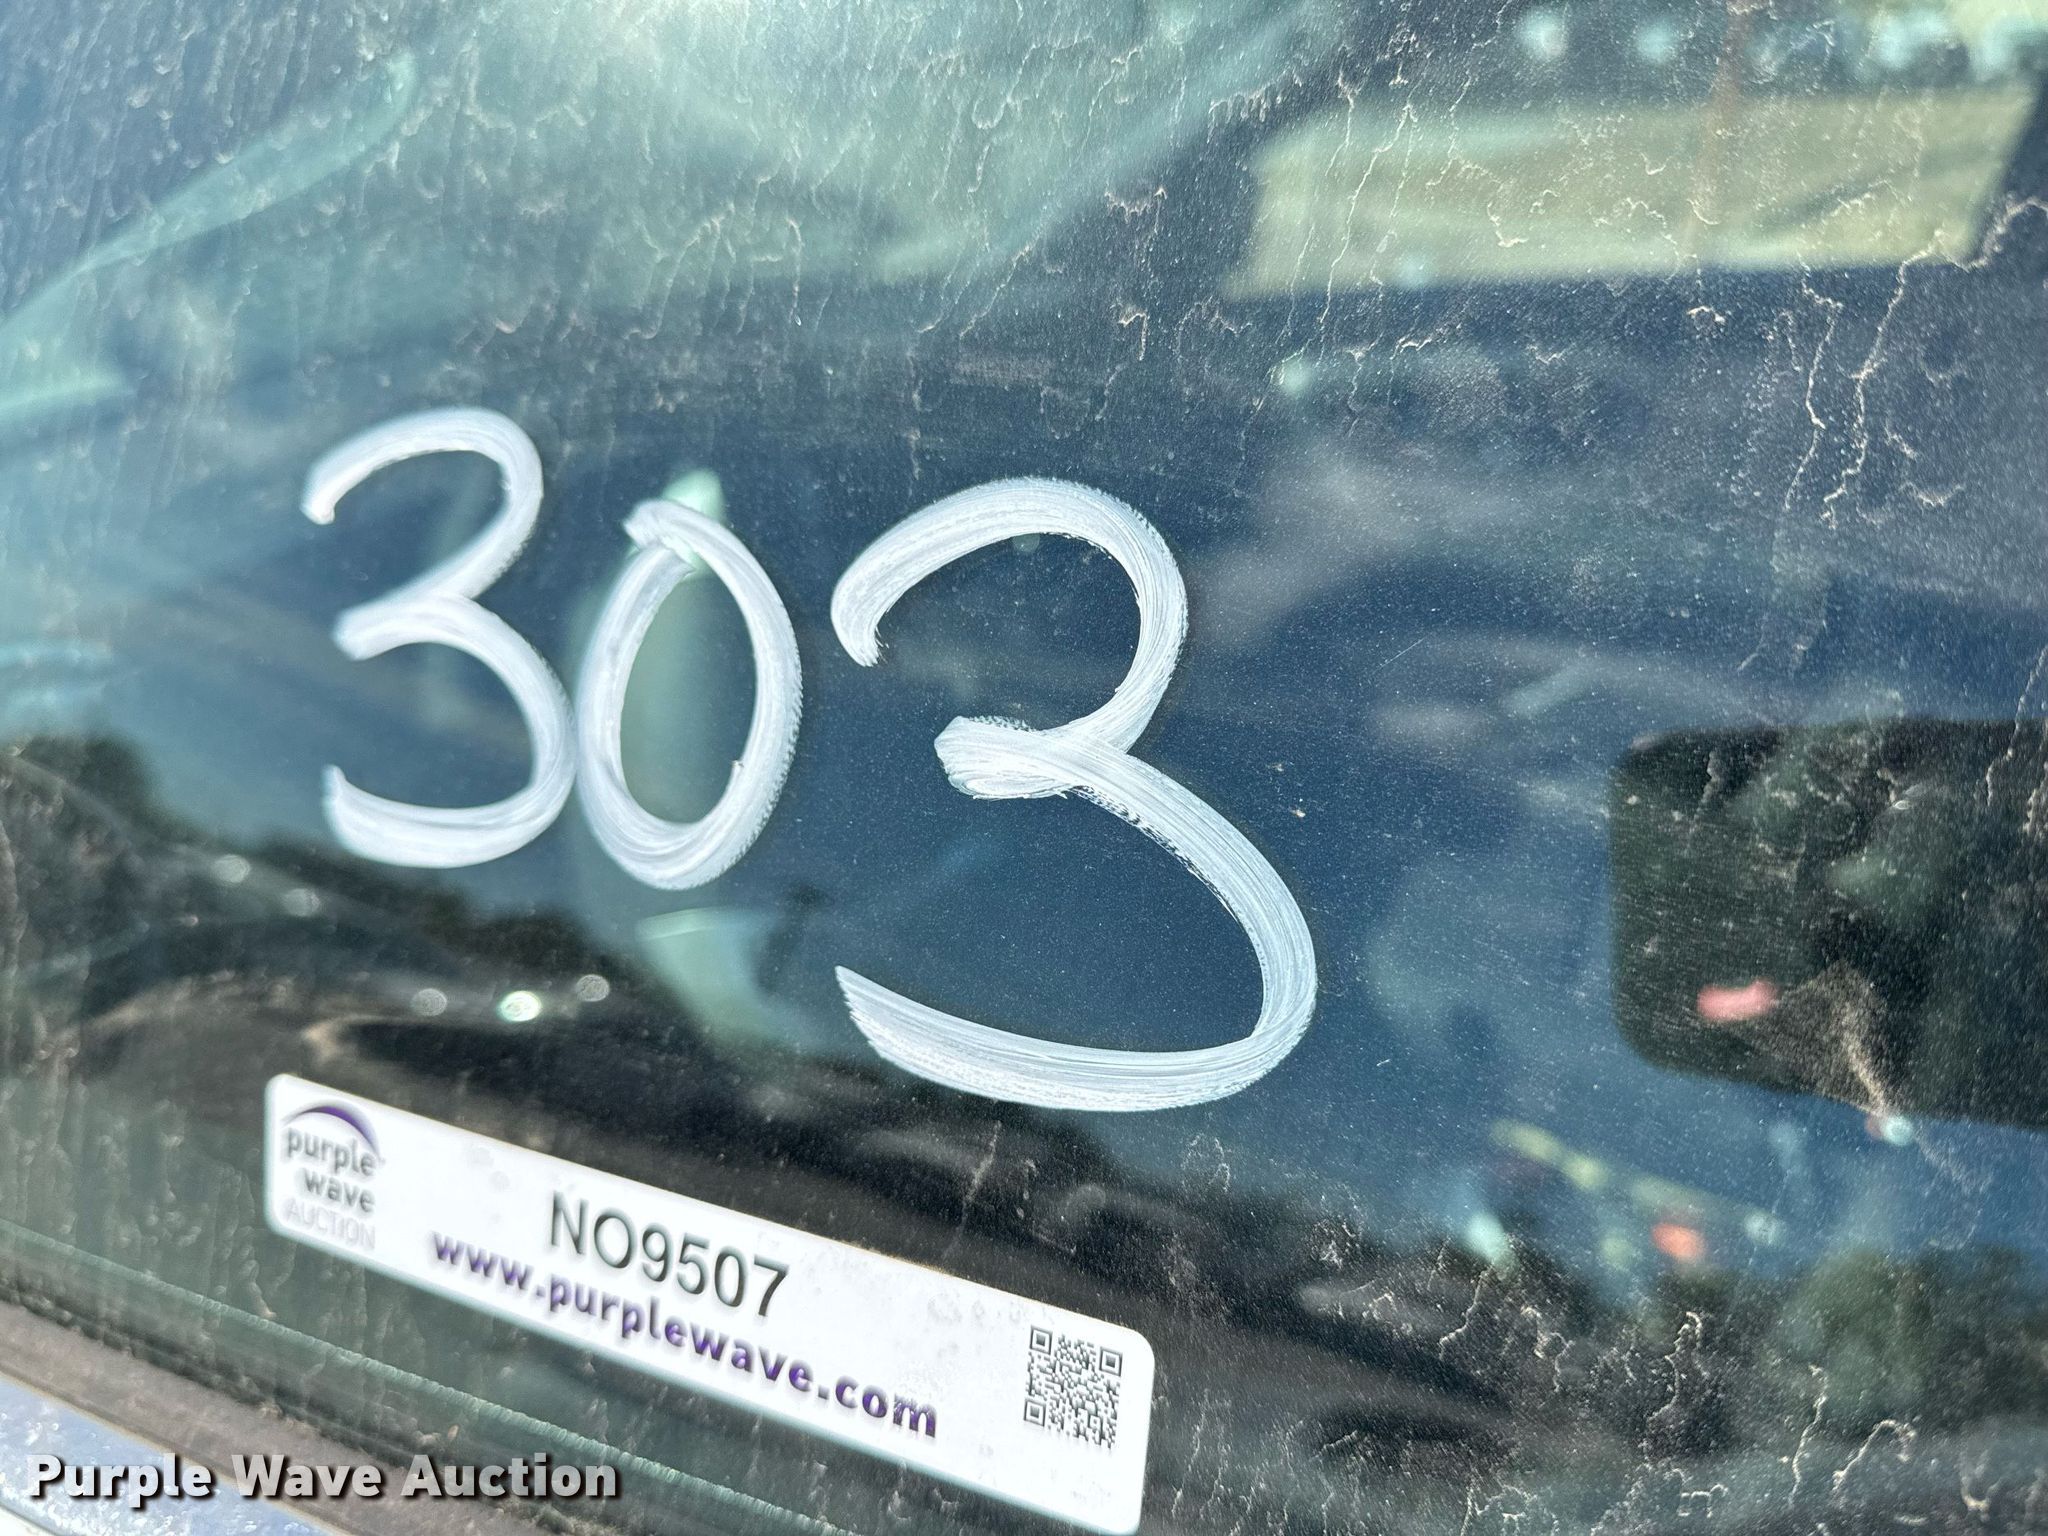 303
purple
wave
AUCTION
NO9507
www.purplewave.com
Purple Wave Auction